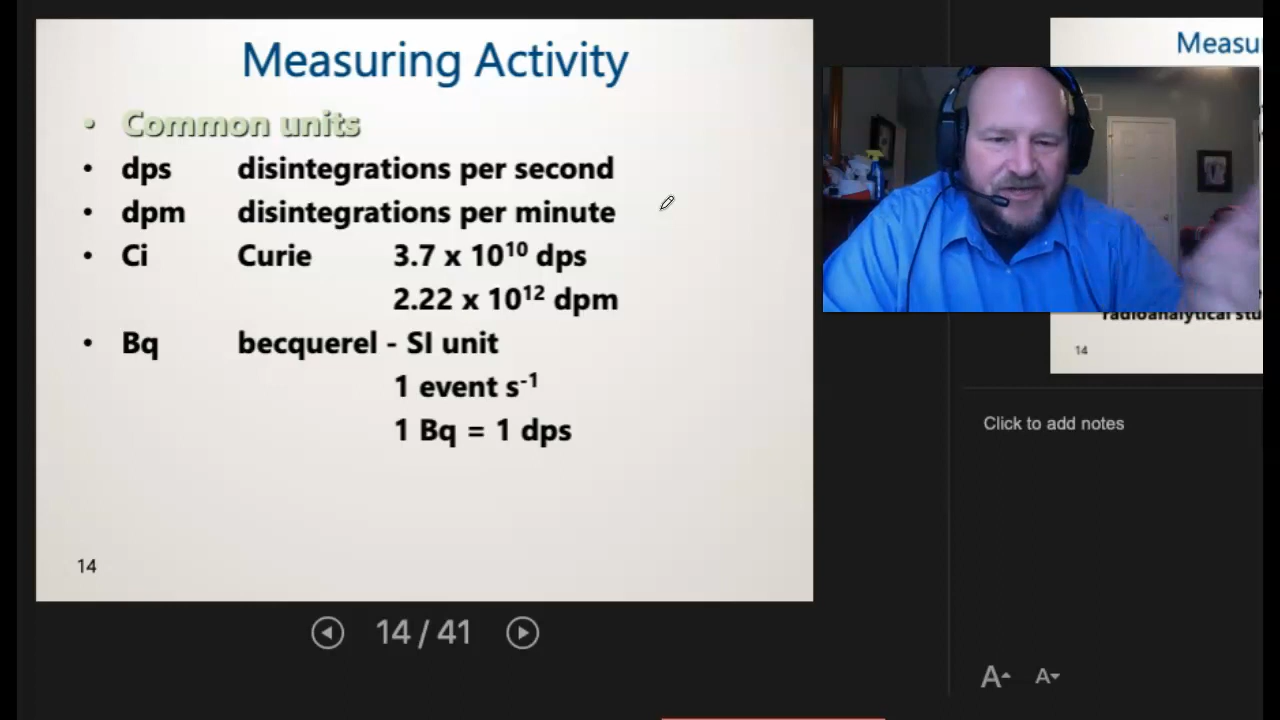 Measuring Activity
• Common units
• dps disintegrations per second
• dpm disintegrations per minute
• Ci Curie 3.7 x 10¹⁰ dps
2.22 x 10¹² dpm
• Bq becquerel - SI unit
1 event s⁻¹
1 Bq = 1 dps
14
14 / 41
Measu
radioanalytical stu
14
Click to add notes
A A